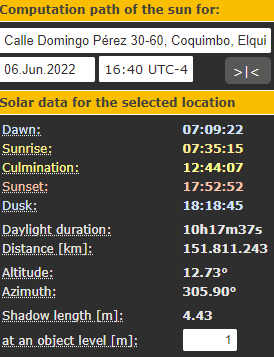 Computation path of the sun for:
Calle Domingo Pérez 30-60, Coquimbo, Elqui
06.Jun.2022 16:40 UTC-4 >|<
Solar data for the selected location
Dawn: 07:09:22
Sunrise: 07:35:15
Culmination: 12:44:07
Sunset: 17:52:52
Dusk: 18:18:45
Daylight duration: 10h17m37s
Distance [km]: 151.811.243
Altitude: 12.73°
Azimuth: 305.90°
Shadow length [m]: 4.43
at an object level [m]: 1